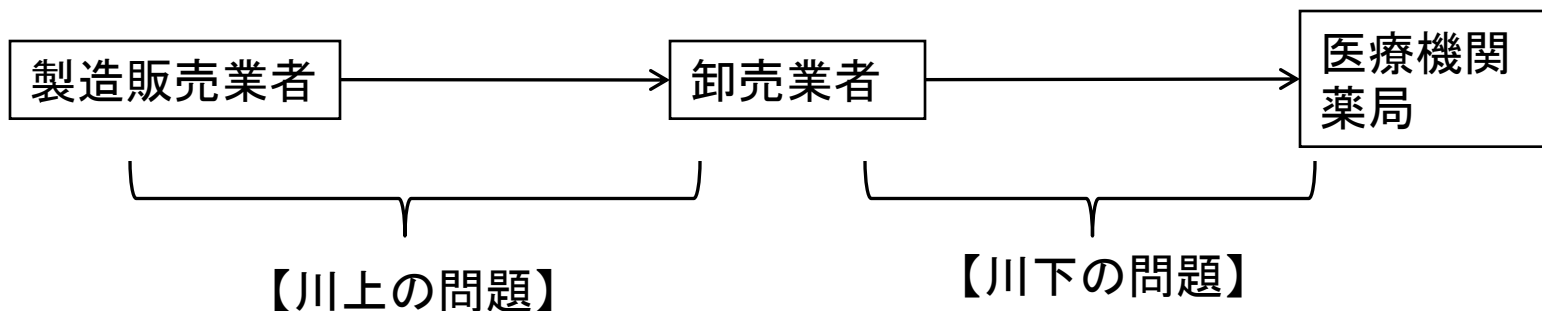 製造販売業者
卸売業者
医療機関
薬局
【川上の問題】
【川下の問題】